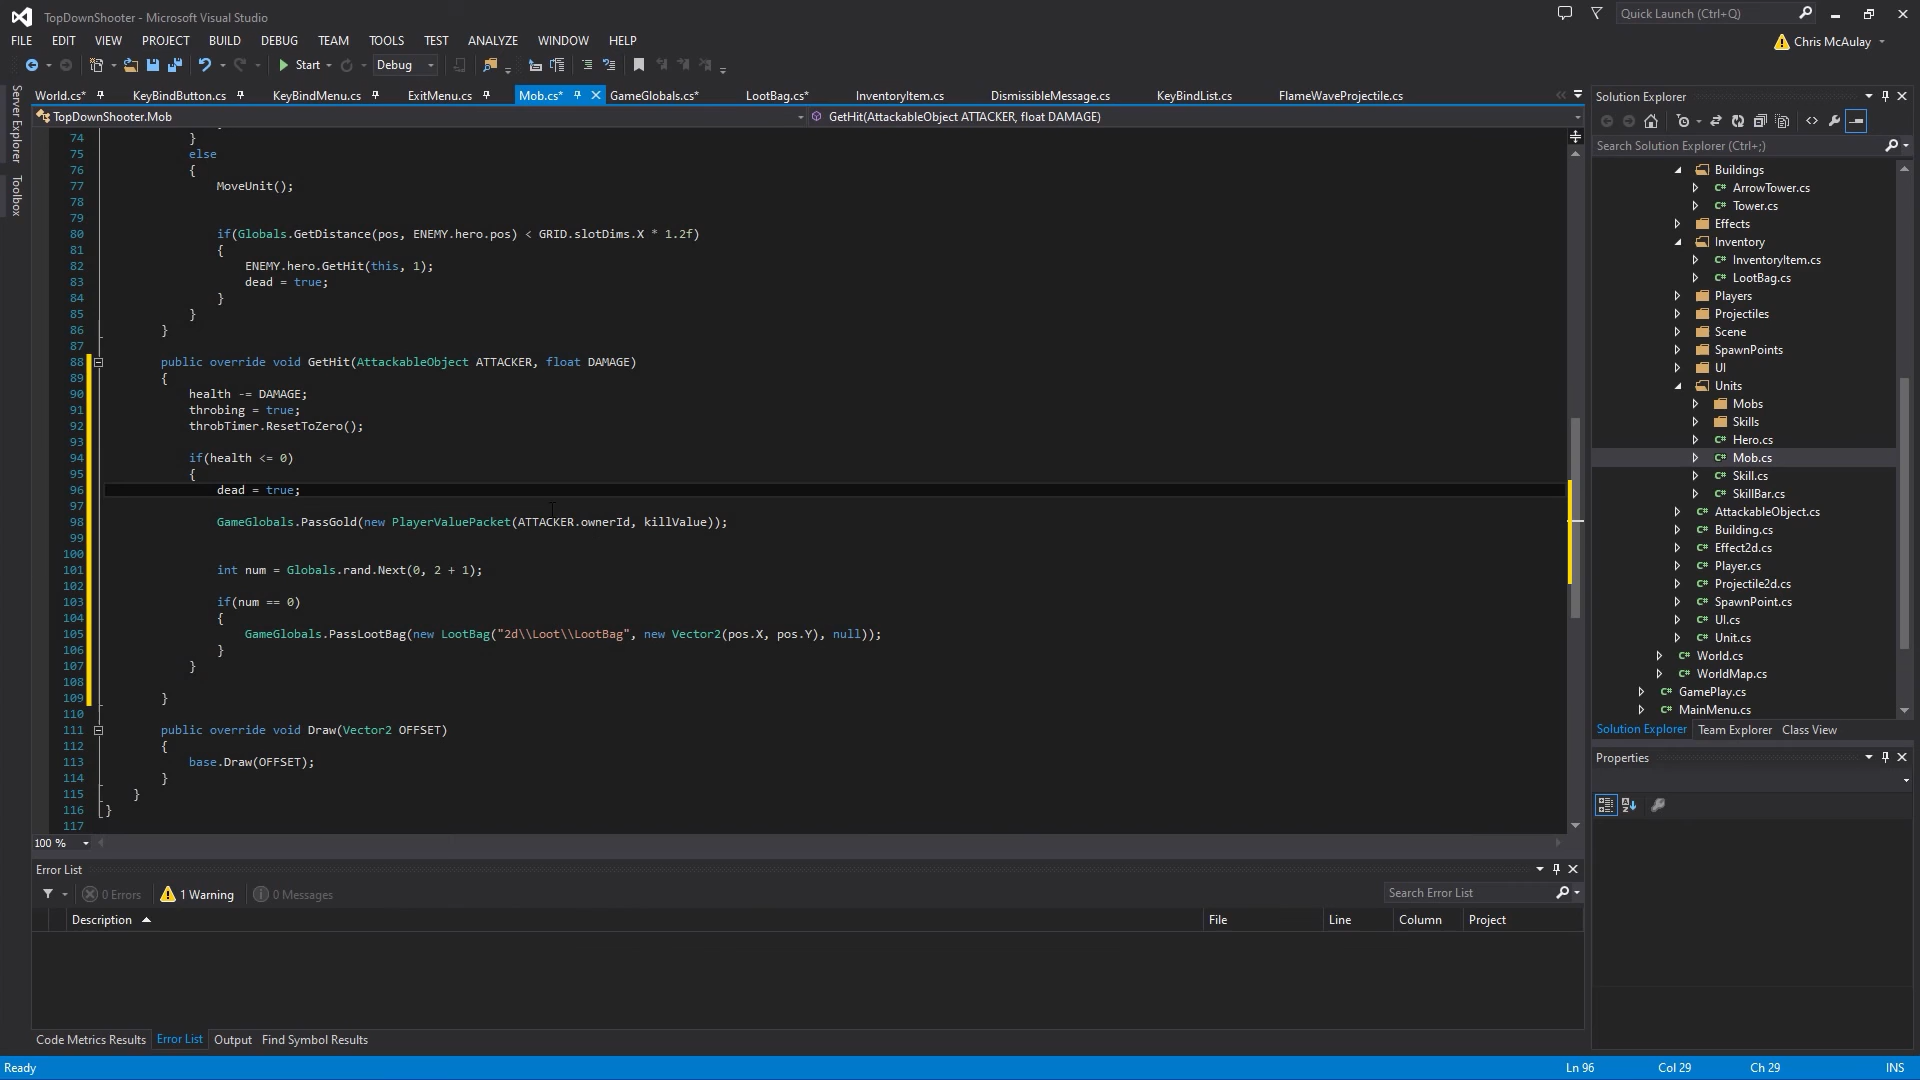 TopDownShooter - Microsoft Visual Studio
Quick Launch (Ctrl+Q)
FILE EDIT VIEW PROJECT BUILD DEBUG TEAM TOOLS TEST ANALYZE WINDOW HELP
Chris McAulay
Start Debug
Server Explorer
Toolbox
World.cs* KeyBindButton.cs KeyBindMenu.cs ExitMenu.cs Mob.cs* GameGlobals.cs* LootBag.cs* InventoryItem.cs DismissibleMessage.cs KeyBindList.cs FlameWaveProjectile.cs
TopDownShooter.Mob GetHit(AttackableObject ATTACKER, float DAMAGE)
74 }
75 else
76 {
77 MoveUnit();
78
79
80 if(Globals.GetDistance(pos, ENEMY.hero.pos) < GRID.slotDims.X * 1.2f)
81 {
82 ENEMY.hero.GetHit(this, 1);
83 dead = true;
84 }
85 }
86 }
87
88 public override void GetHit(AttackableObject ATTACKER, float DAMAGE)
89 {
90 health -= DAMAGE;
91 throbing = true;
92 throbTimer.ResetToZero();
93
94 if(health <= 0)
95 {
96 dead = true;
97
98 GameGlobals.PassGold(new PlayerValuePacket(ATTACKER.ownerId, killValue));
99
100
101 int num = Globals.rand.Next(0, 2 + 1);
102
103 if(num == 0)
104 {
105 GameGlobals.PassLootBag(new LootBag("2d\\Loot\\LootBag", new Vector2(pos.X, pos.Y), null));
106 }
107 }
108
109 }
110
111 public override void Draw(Vector2 OFFSET)
112 {
113 base.Draw(OFFSET);
114 }
115 }
116 }
117
100 %
Error List
0 Errors 1 Warning 0 Messages
Search Error List
Description File Line Column Project
Code Metrics Results Error List Output Find Symbol Results
Solution Explorer
Search Solution Explorer (Ctrl+;)
Buildings
C# ArrowTower.cs
C# Tower.cs
Effects
Inventory
C# InventoryItem.cs
C# LootBag.cs
Players
Projectiles
Scene
SpawnPoints
UI
Units
Mobs
Skills
C# Hero.cs
C# Mob.cs
C# Skill.cs
C# SkillBar.cs
C# AttackableObject.cs
C# Building.cs
C# Effect2d.cs
C# Player.cs
C# Projectile2d.cs
C# SpawnPoint.cs
C# UI.cs
C# Unit.cs
C# World.cs
C# WorldMap.cs
C# GamePlay.cs
C# MainMenu.cs
Solution Explorer Team Explorer Class View
Properties
Ready Ln 96 Col 29 Ch 29 INS